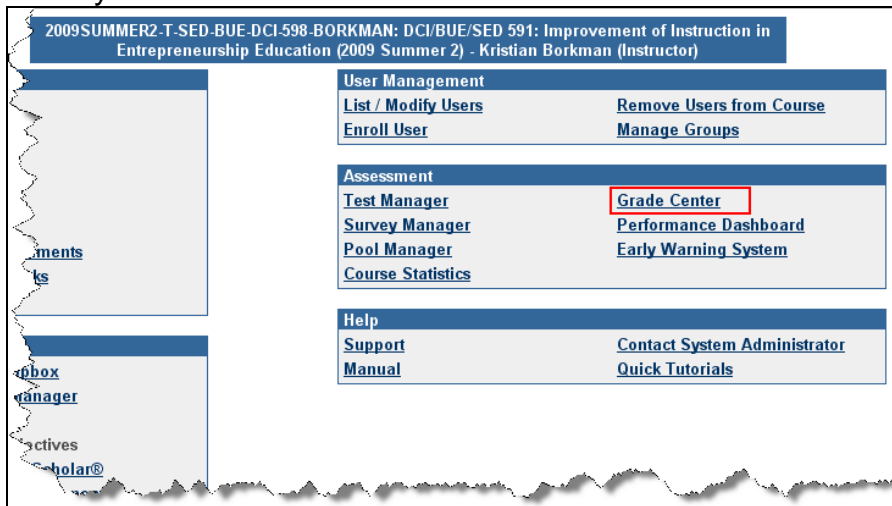 2009SUMMER2-T-SED-BUE-DCI-598-BORKMAN: DCI/BUE/SED 591: Improvement of Instruction in
Entrepreneurship Education (2009 Summer 2) - Kristian Borkman (Instructor)
User Management
List / Modify Users Remove Users from Course
Enroll User Manage Groups
Assessment
Test Manager Grade Center
Survey Manager Performance Dashboard
Pool Manager Early Warning System
Course Statistics
Help
Support Contact System Administrator
Manual Quick Tutorials